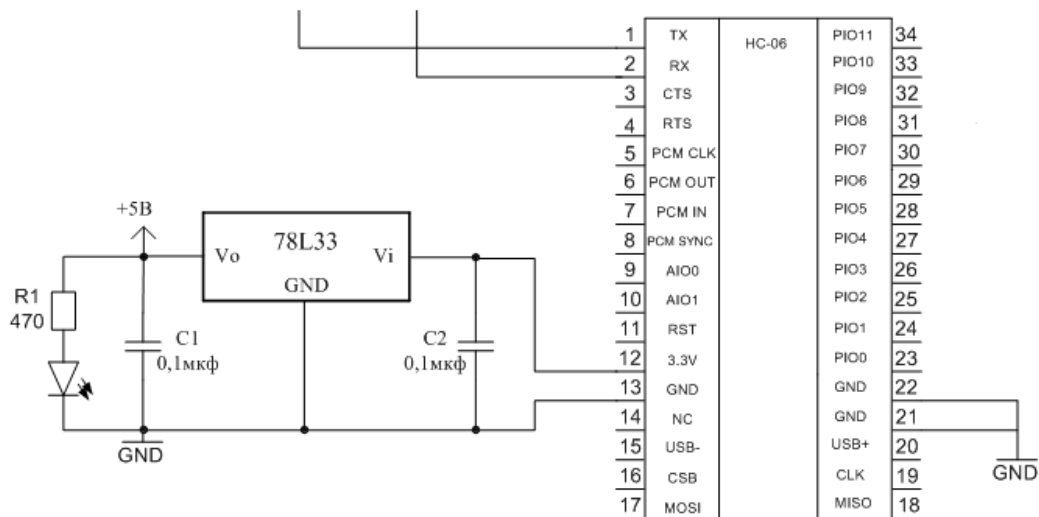 1 TX HC-06 PIO11 34
2 RX PIO10 33
3 CTS PIO9 32
4 RTS PIO8 31
5 PCM CLK PIO7 30
6 PCM OUT PIO6 29
7 PCM IN PIO5 28
8 PCM SYNC PIO4 27
9 AIO0 PIO3 26
10 AIO1 PIO2 25
11 RST PIO1 24
12 3.3V PIO0 23
13 GND GND 22
14 NC GND 21
15 USB- USB+ 20
16 CSB CLK 19
17 MOSI MISO 18
+5В
78L33
Vo Vi
GND
R1
470
C1
0,1мкф
C2
0,1мкф
GND
GND